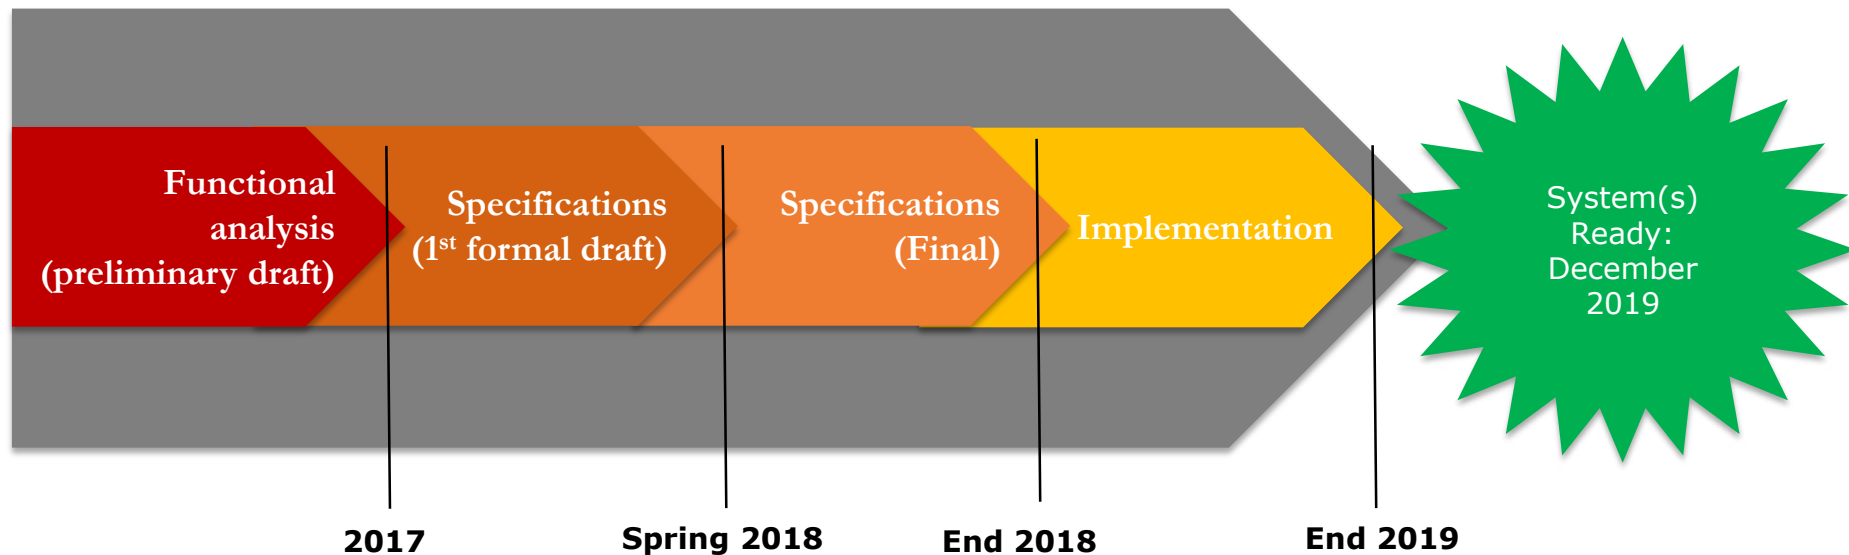 Functional
analysis
(preliminary draft)
Specifications
(1st formal draft)
Specifications
(Final)
Implementation
System(s)
Ready:
December
2019
2017
Spring 2018
End 2018
End 2019